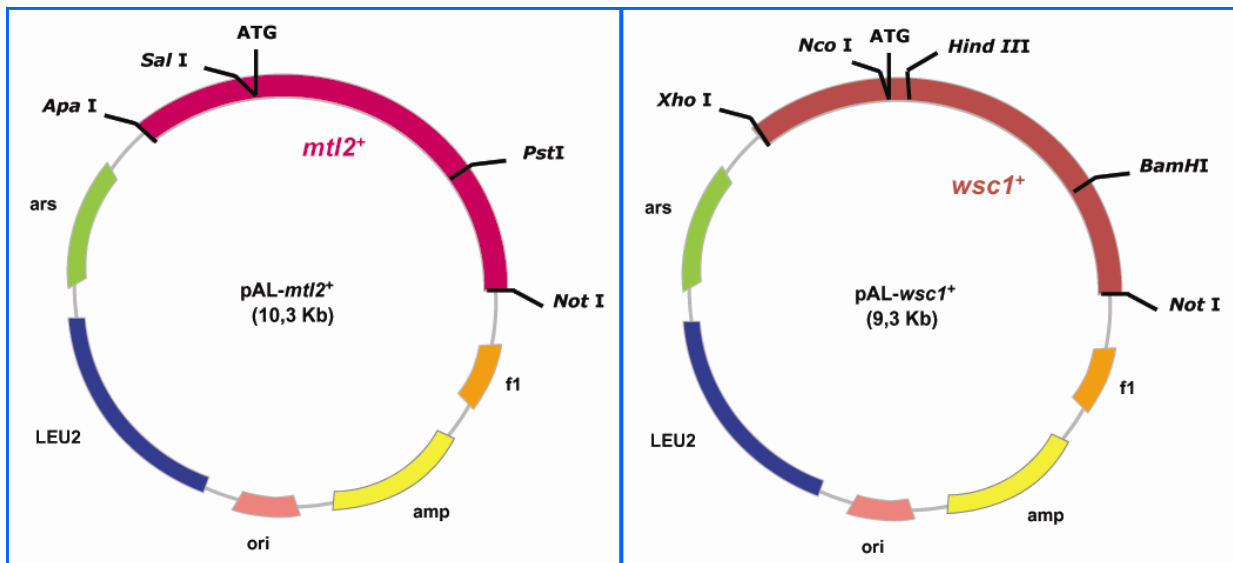 ATG
Sal I
Apa I
mtl2+
PstI
ars
pAL-mtl2+
(10,3 Kb)
Not I
f1
LEU2
amp
ori
ATG
Nco I
Hind III
Xho I
wsc1+
BamHI
ars
pAL-wsc1+
(9,3 Kb)
Not I
f1
LEU2
amp
ori